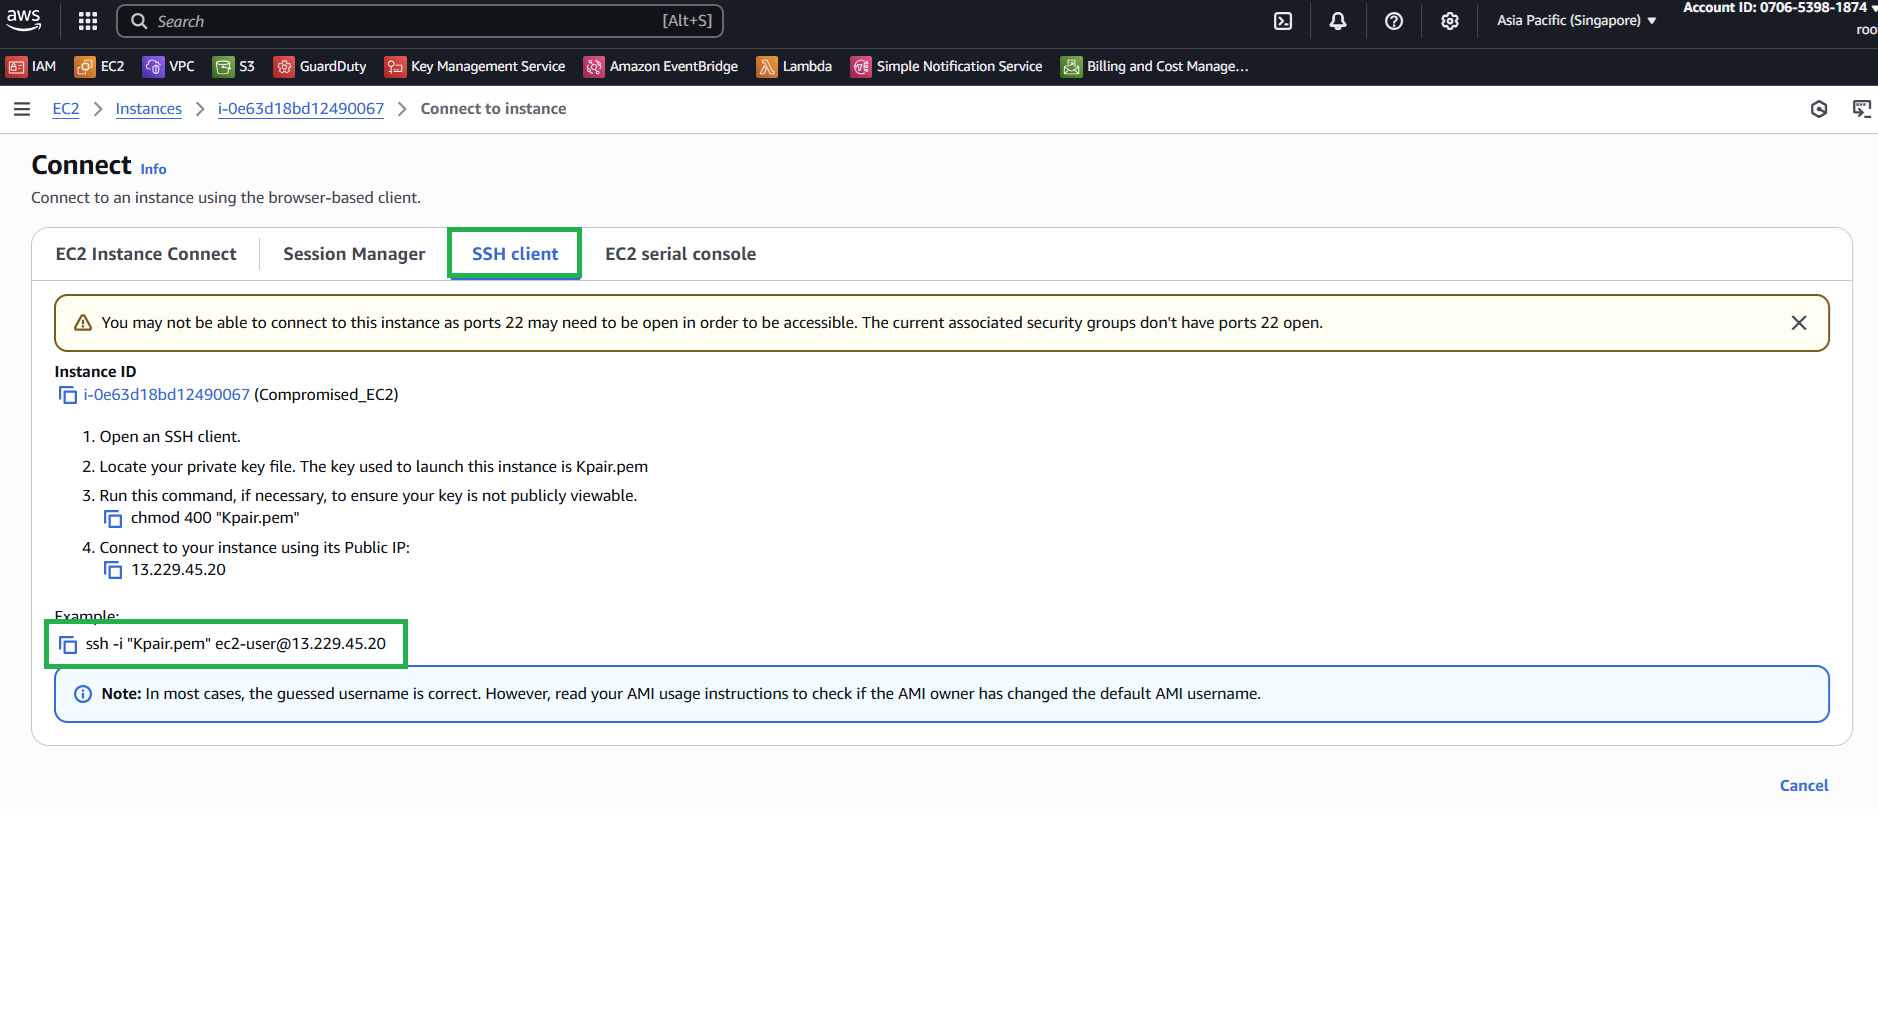 aws
Search [Alt+S]
Asia Pacific (Singapore)
Account ID: 0706-5398-1874
IAM EC2 VPC S3 GuardDuty Key Management Service Amazon EventBridge Lambda Simple Notification Service Billing and Cost Manage...
EC2 Instances i-0e63d18bd12490067 Connect to instance
Connect Info
Connect to an instance using the browser-based client.
EC2 Instance Connect Session Manager SSH client EC2 serial console
You may not be able to connect to this instance as ports 22 may need to be open in order to be accessible. The current associated security groups don't have ports 22 open.
Instance ID
i-0e63d18bd12490067 (Compromised_EC2)
1. Open an SSH client.
2. Locate your private key file. The key used to launch this instance is Kpair.pem
3. Run this command, if necessary, to ensure your key is not publicly viewable.
chmod 400 "Kpair.pem"
4. Connect to your instance using its Public IP:
13.229.45.20
Example:
ssh -i "Kpair.pem" ec2-user@13.229.45.20
Note: In most cases, the guessed username is correct. However, read your AMI usage instructions to check if the AMI owner has changed the default AMI username.
Cancel